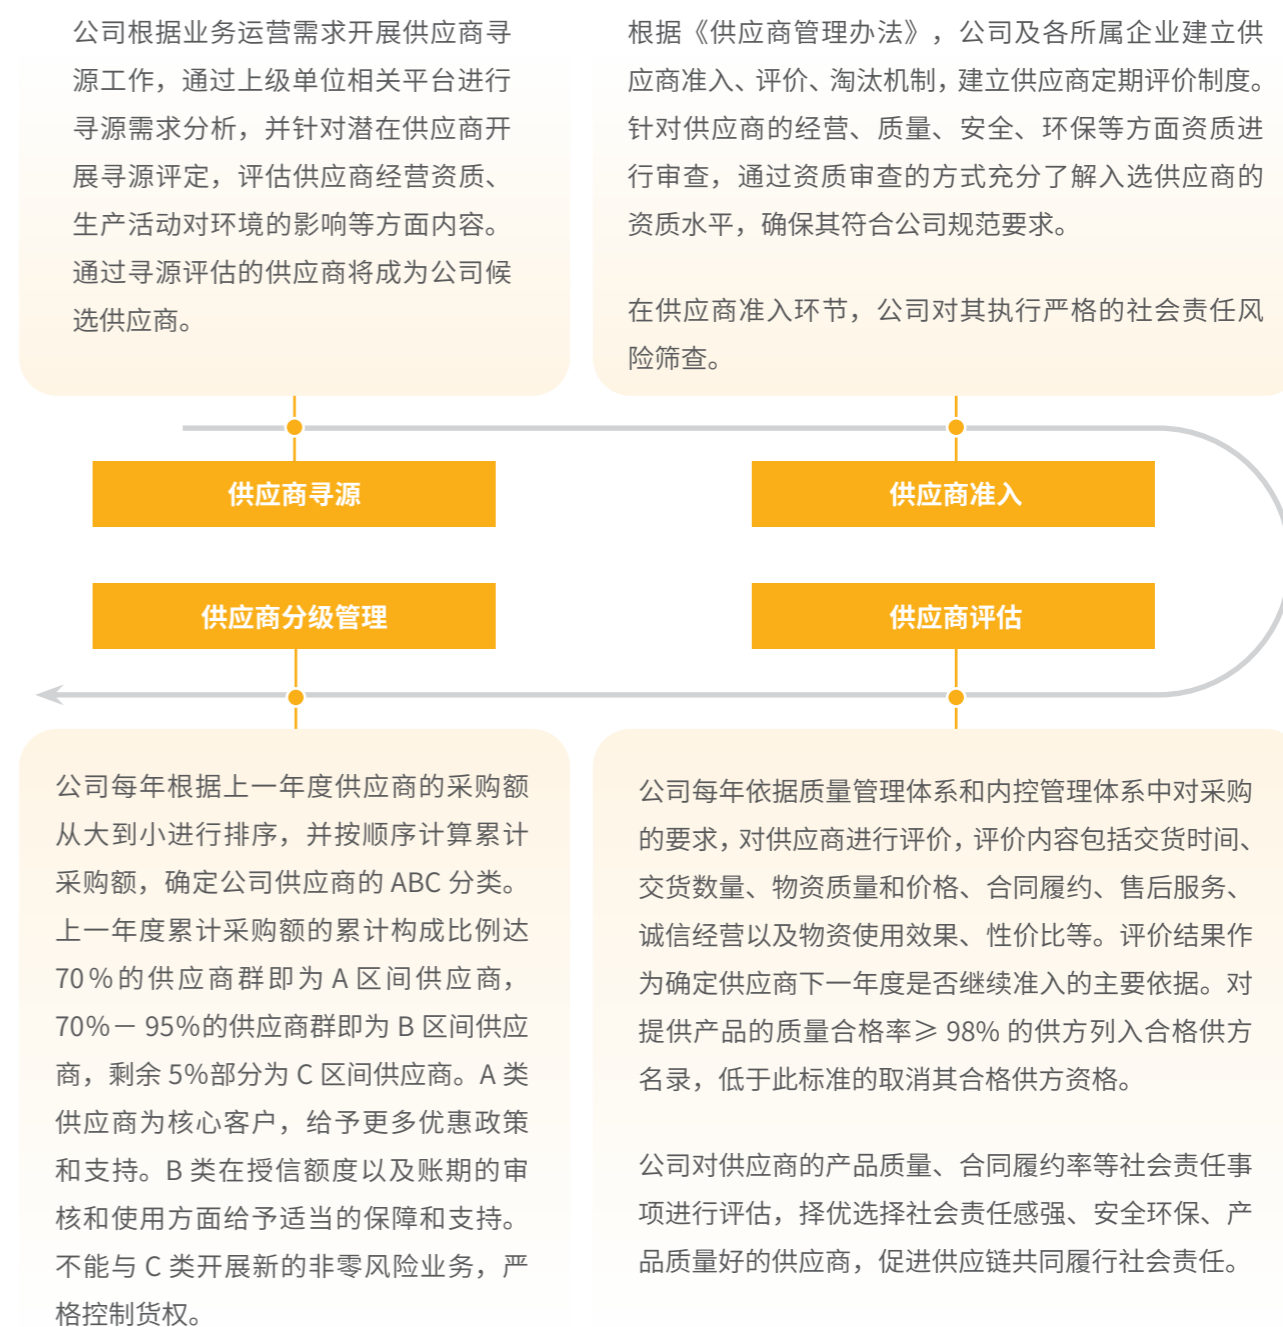 公司根据业务运营需求开展供应商寻
源工作，通过上级单位相关平台进行
寻源需求分析，并针对潜在供应商开
展寻源评定，评估供应商经营资质、
生产活动对环境的影响等方面内容。
通过寻源评估的供应商将成为公司候
选供应商。
根据《供应商管理办法》，公司及各所属企业建立供
应商准入、评价、淘汰机制，建立供应商定期评价制度。
针对供应商的经营、质量、安全、环保等方面资质进
行审查，通过资质审查的方式充分了解入选供应商的
资质水平，确保其符合公司规范要求。
在供应商准入环节，公司对其执行严格的社会责任风
险筛查。
供应商寻源
供应商准入
供应商分级管理
供应商评估
公司每年根据上一年度供应商的采购额
从大到小进行排序，并按顺序计算累计
采购额，确定公司供应商的 ABC 分类。
上一年度累计采购额的累计构成比例达
70％的供应商群即为 A 区间供应商，
70％－ 95％的供应商群即为 B 区间供应
商，剩余 5％部分为 C 区间供应商。A 类
供应商为核心客户，给予更多优惠政策
和支持。B 类在授信额度以及账期的审
核和使用方面给予适当的保障和支持。
不能与 C 类开展新的非零风险业务，严
格控制货权。
公司每年依据质量管理体系和内控管理体系中对采购
的要求，对供应商进行评价，评价内容包括交货时间、
交货数量、物资质量和价格、合同履约、售后服务、
诚信经营以及物资使用效果、性价比等。评价结果作
为确定供应商下一年度是否继续准入的主要依据。对
提供产品的质量合格率≥ 98% 的供方列入合格供方
名录，低于此标准的取消其合格供方资格。
公司对供应商的产品质量、合同履约率等社会责任事
项进行评估，择优选择社会责任感强、安全环保、产
品质量好的供应商，促进供应链共同履行社会责任。